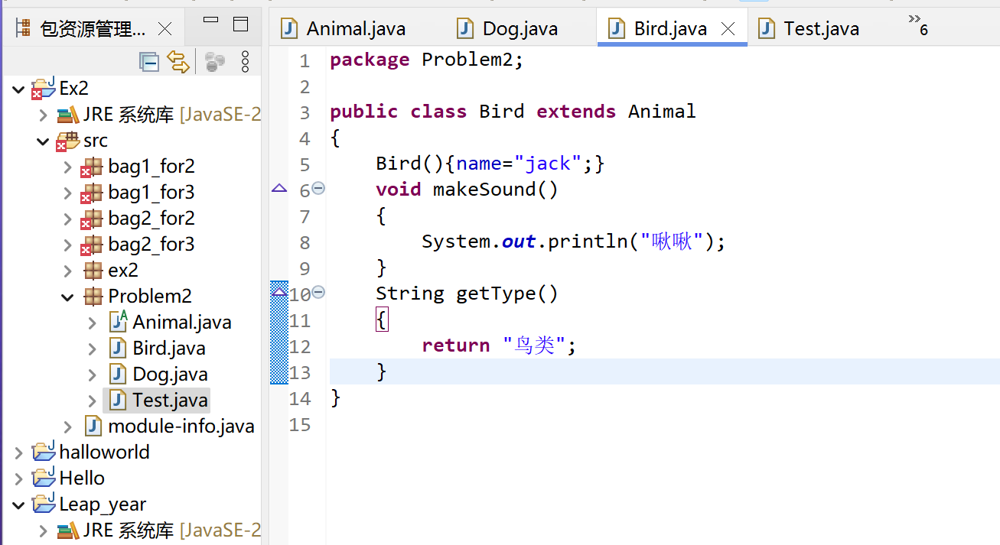 包资源管理...
Ex2
JRE 系统库 [JavaSE-2
src
bag1_for2
bag1_for3
bag2_for2
bag2_for3
ex2
Problem2
Animal.java
Bird.java
Dog.java
Test.java
module-info.java
halloworld
Hello
Leap_year
JRE 系统库 [JavaSE-2
Animal.java Dog.java Bird.java Test.java »6
1 package Problem2;
2
3 public class Bird extends Animal
4 {
5     Bird(){name="jack";}
6     void makeSound()
7     {
8         System.out.println("啾啾");
9     }
10     String getType()
11     {
12         return "鸟类";
13     }
14 }
15